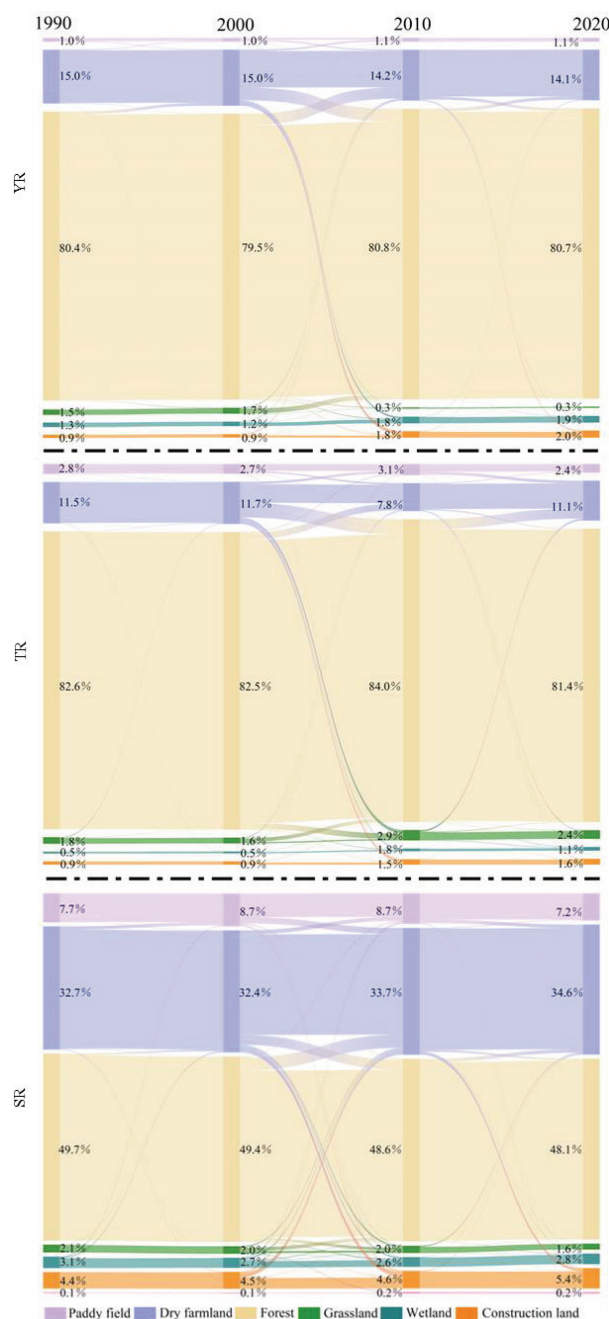 1990 2000 2010 2020
1.0% 1.0% 1.1% 1.1%
15.0% 15.0% 14.2% 14.1%
YR
80.4% 79.5% 80.8% 80.7%
1.5% 1.7% 0.3% 0.3%
1.3% 1.2% 1.8% 1.9%
0.9% 0.9% 1.8% 2.0%
2.8% 2.7% 3.1% 2.4%
11.5% 11.7% 7.8% 11.1%
TR
82.6% 82.5% 84.0% 81.4%
1.8% 1.6% 2.9% 2.4%
0.5% 0.5% 1.8% 1.1%
0.9% 0.9% 1.5% 1.6%
7.7% 8.7% 8.7% 7.2%
32.7% 32.4% 33.7% 34.6%
SR
49.7% 49.4% 48.6% 48.1%
2.1% 2.0% 2.0% 1.6%
3.1% 2.7% 2.6% 2.8%
4.4% 4.5% 4.6% 5.4%
0.1% 0.1% 0.2% 0.2%
Paddy field Dry farmland Forest Grassland Wetland Construction land